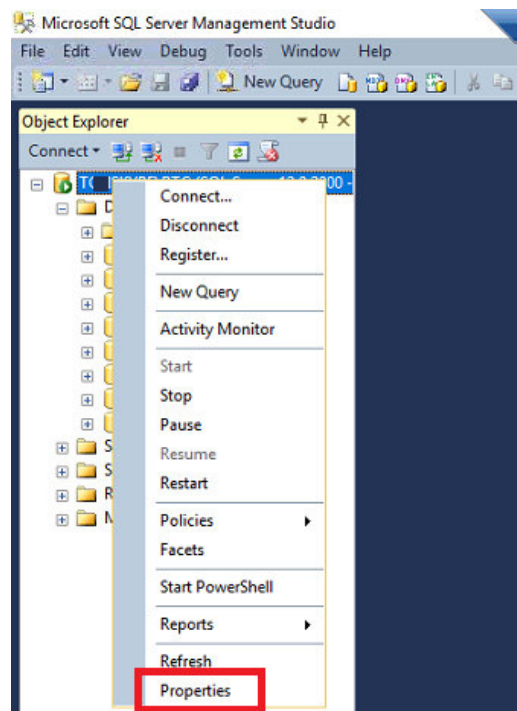 Microsoft SQL Server Management Studio
File Edit View Debug Tools Window Help
New Query
Object Explorer
Connect
Connect...
Disconnect
Register...
New Query
Activity Monitor
Start
Stop
Pause
Resume
Restart
Policies
Facets
Start PowerShell
Reports
Refresh
Properties